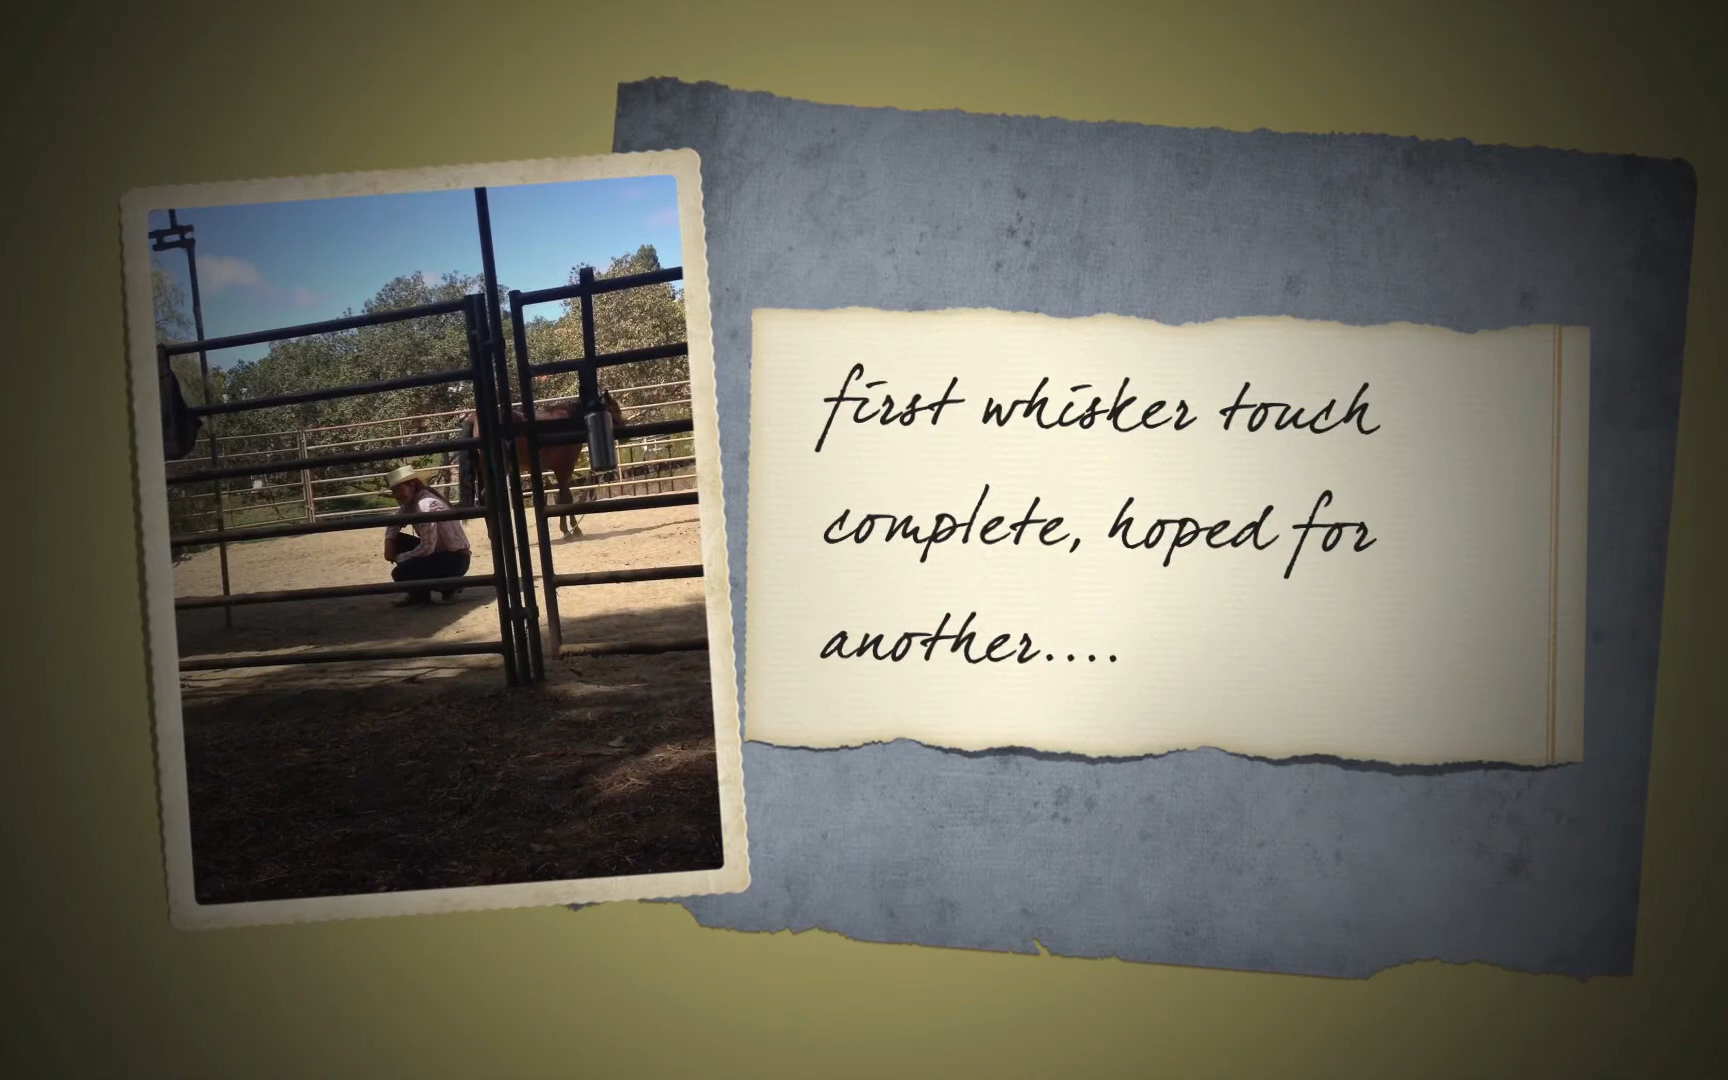 first whisker touch
complete, hoped for
another....